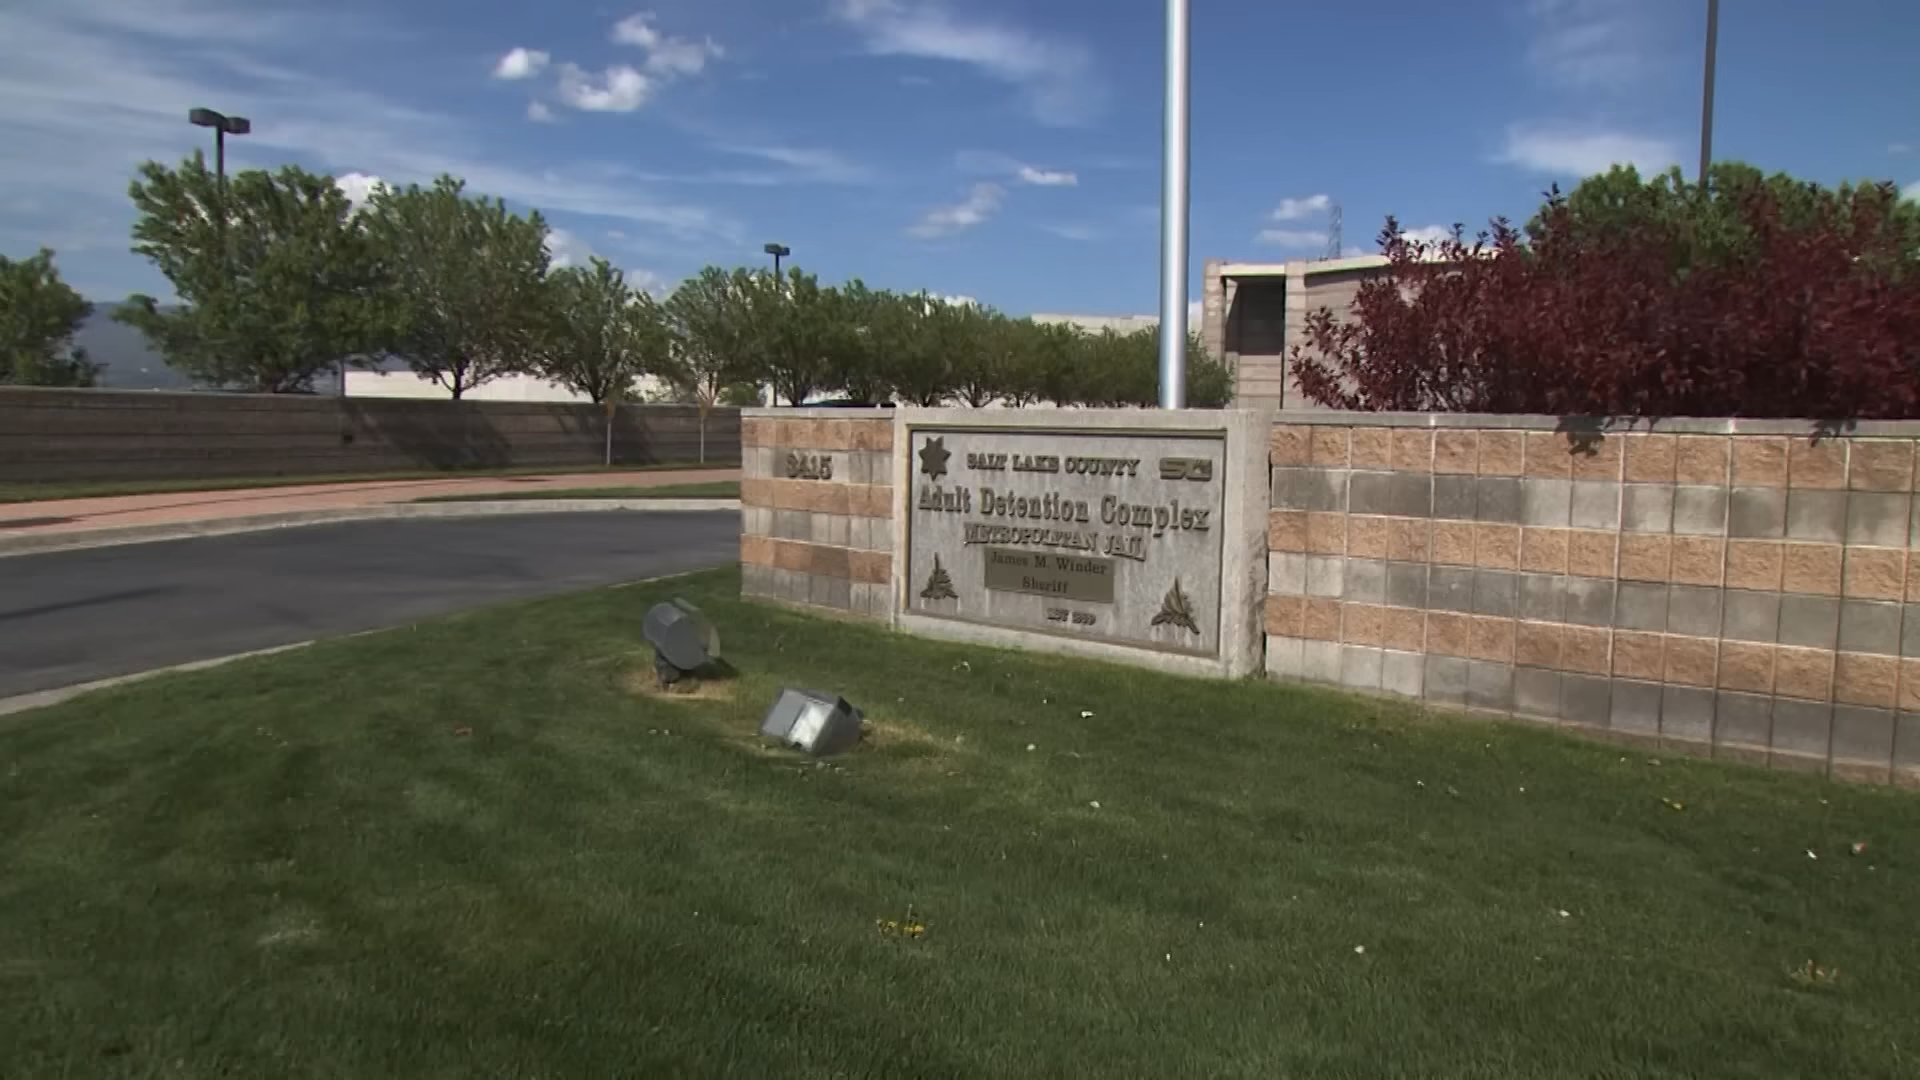 3415
SALT LAKE COUNTY
Adult Detention Complex
METROPOLITAN JAIL
James M. Winder
Sheriff